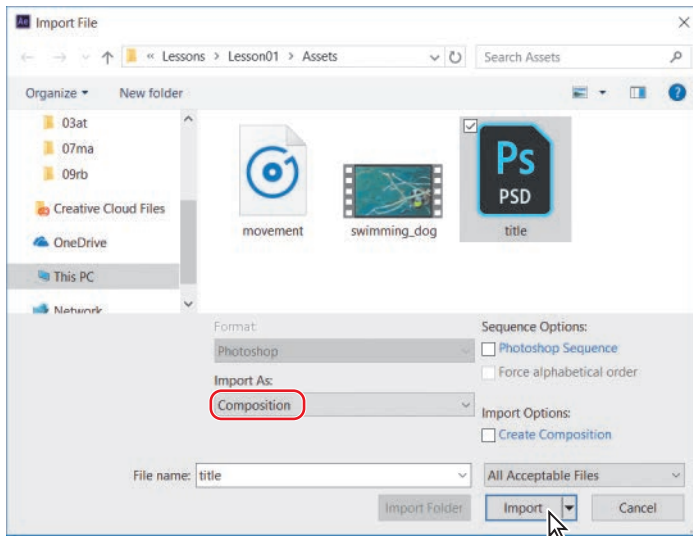 Ae Import File
« Lessons > Lesson01 > Assets
Search Assets
Organize
New folder
03at
07ma
09rb
Creative Cloud Files
OneDrive
This PC
Network
Ps
PSD
movement
swimming_dog
title
Format:
Photoshop
Import As:
Composition
Sequence Options:
Photoshop Sequence
Force alphabetical order
Import Options:
Create Composition
File name: title
All Acceptable Files
Import Folder
Import
Cancel